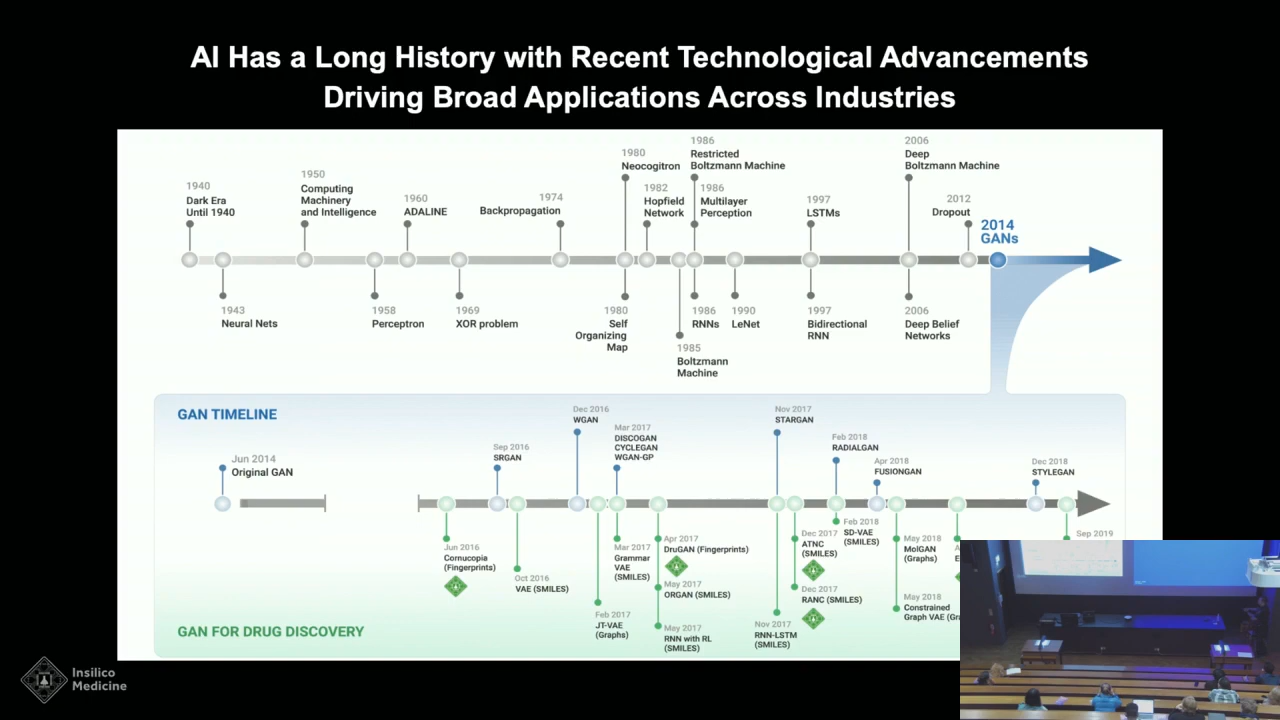 AI Has a Long History with Recent Technological Advancements
Driving Broad Applications Across Industries
1940
Dark Era
Until 1940
1950
Computing
Machinery
and Intelligence
1960
ADALINE
1974
Backpropagation
1980
Neocogitron
1982
Hopfield
Network
1986
Restricted
Boltzmann Machine
1986
Multilayer
Perception
1997
LSTMs
2006
Deep
Boltzmann Machine
2012
Dropout
2014
GANs
1943
Neural Nets
1958
Perceptron
1969
XOR problem
1980
Self
Organizing
Map
1985
Boltzmann
Machine
1986
RNNs
1990
LeNet
1997
Bidirectional
RNN
2006
Deep Belief
Networks
GAN TIMELINE
Jun 2014
Original GAN
Sep 2016
SRGAN
Dec 2016
WGAN
Mar 2017
DISCOGAN
CYCLEGAN
WGAN-GP
Nov 2017
STARGAN
Feb 2018
RADIALGAN
Apr 2018
FUSIONGAN
Dec 2018
STYLEGAN
Jun 2016
Cornucopia
(Fingerprints)
Oct 2016
VAE (SMILES)
Feb 2017
JT-VAE
(Graphs)
Mar 2017
Grammar
VAE
(SMILES)
Apr 2017
DruGAN (Fingerprints)
May 2017
ORGAN (SMILES)
May 2017
RNN with RL
(SMILES)
Nov 2017
RNN-LSTM
(SMILES)
Dec 2017
ATNC
(SMILES)
Dec 2017
RANC (SMILES)
Feb 2018
SD-VAE
(SMILES)
May 2018
MolGAN
(Graphs)
May 2018
Constrained
Graph VAE
Sep 2019
GAN FOR DRUG DISCOVERY
Insilico
Medicine